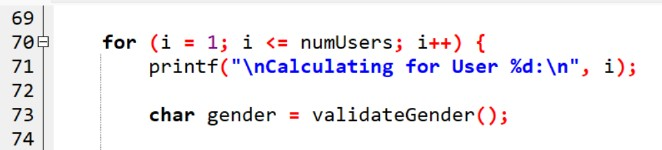 69
70 for (i = 1; i <= numUsers; i++) {
71 printf("\nCalculating for User %d:\n", i);
72
73 char gender = validateGender();
74